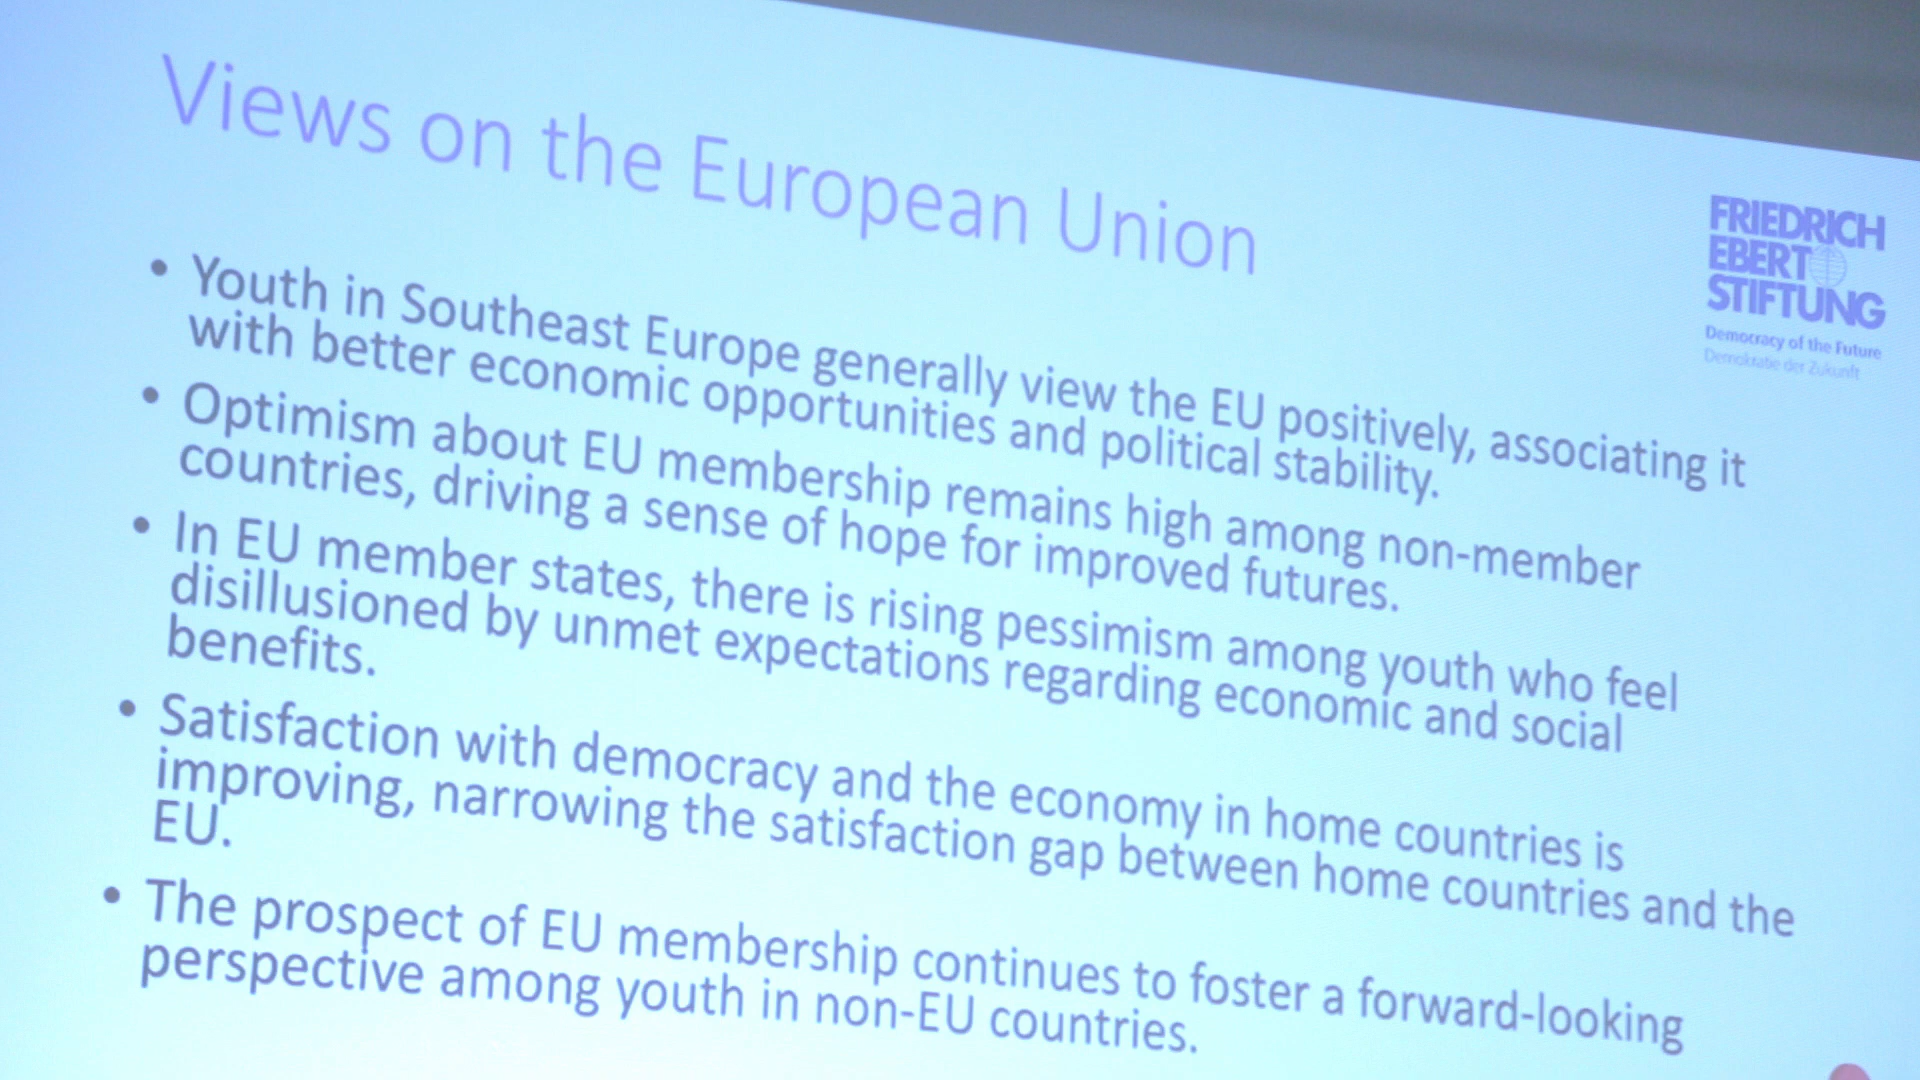 Views on the European Union
FRIEDRICH
EBERT
STIFTUNG
Democracy of the Future
Demokratie der Zukunft
• Youth in Southeast Europe generally view the EU positively, associating it
with better economic opportunities and political stability.
• Optimism about EU membership remains high among non-member
countries, driving a sense of hope for improved futures.
• In EU member states, there is rising pessimism among youth who feel
disillusioned by unmet expectations regarding economic and social
benefits.
• Satisfaction with democracy and the economy in home countries is
improving, narrowing the satisfaction gap between home countries and the
EU.
• The prospect of EU membership continues to foster a forward-looking
perspective among youth in non-EU countries.